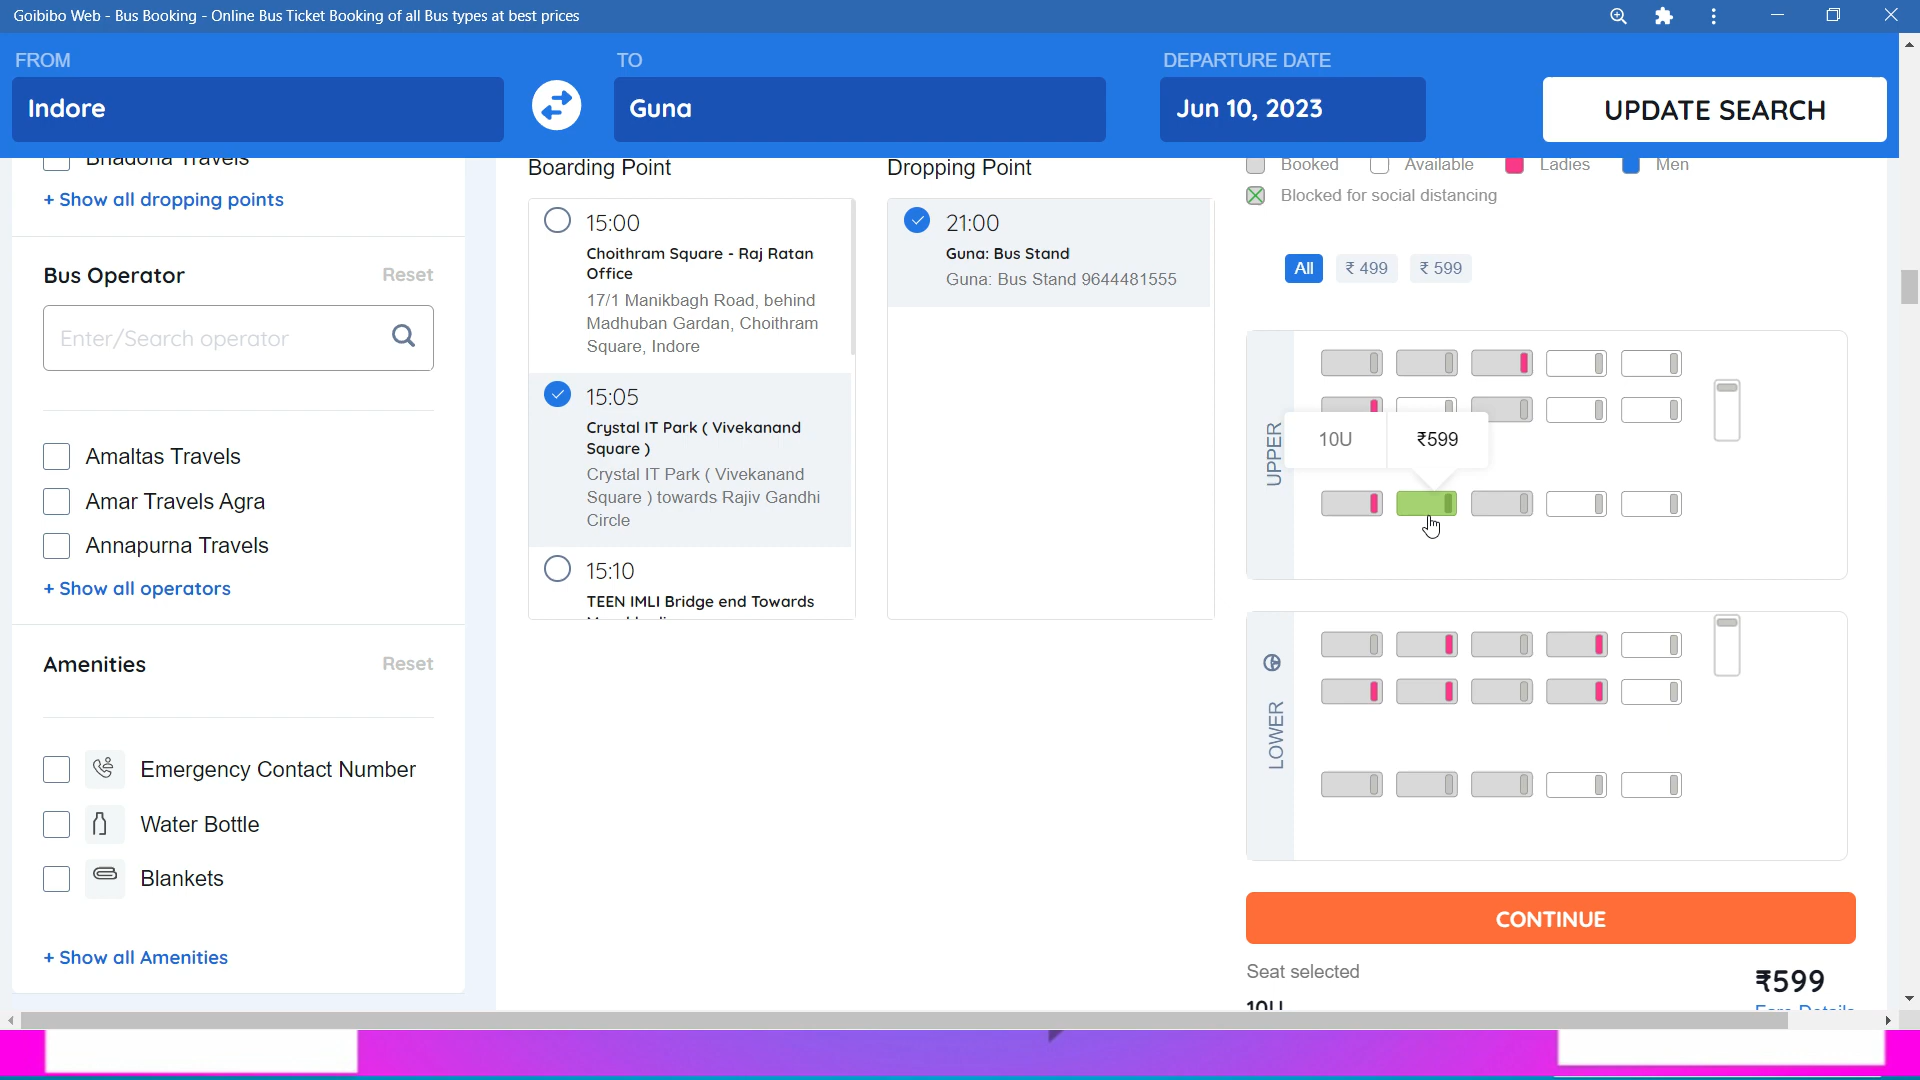 Goibibo Web - Bus Booking - Online Bus Ticket Booking of all Bus types at best prices
FROM
TO
DEPARTURE DATE
Indore
Guna
Jun 10, 2023
UPDATE SEARCH
Bhadoria Travels
+ Show all dropping points
Bus Operator
Reset
Enter/Search operator
Amaltas Travels
Amar Travels Agra
Annapurna Travels
+ Show all operators
Amenities
Reset
Emergency Contact Number
Water Bottle
Blankets
+ Show all Amenities
Boarding Point
15:00
Choithram Square - Raj Ratan
Office
17/1 Manikbagh Road, behind
Madhuban Gardan, Choithram
Square, Indore
15:05
Crystal IT Park ( Vivekanand
Square )
Crystal IT Park ( Vivekanand
Square ) towards Rajiv Gandhi
Circle
15:10
TEEN IMLI Bridge end Towards
Dropping Point
21:00
Guna: Bus Stand
Guna: Bus Stand 9644481555
Booked
Available
Ladies
Men
Blocked for social distancing
All
₹ 499
₹ 599
UPPER
10U
₹599
LOWER
CONTINUE
Seat selected
₹599
10U
Fare Details